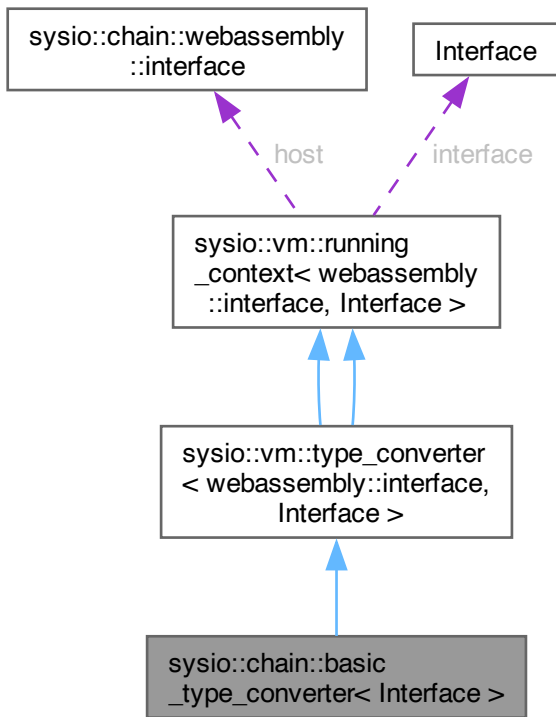 sysio::chain::webassembly
::interface
Interface
host
interface
sysio::vm::running
_context< webassembly
::interface, Interface >
sysio::vm::type_converter
< webassembly::interface,
Interface >
sysio::chain::basic
_type_converter< Interface >